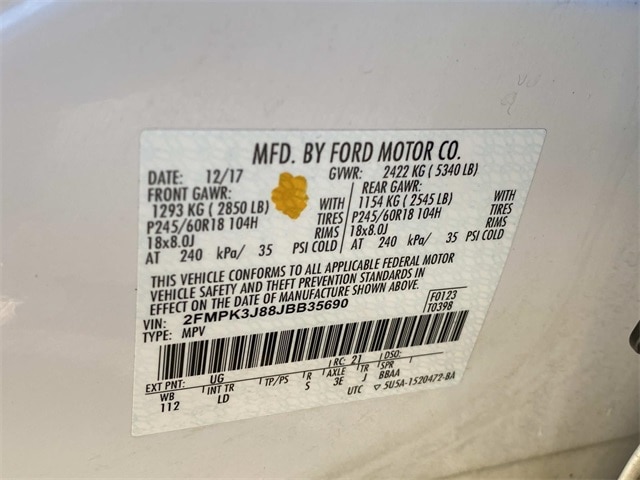 MFD. BY FORD MOTOR CO.
DATE: 12/17 GVWR: 2422 KG ( 5340 LB)
FRONT GAWR: REAR GAWR:
1293 KG ( 2850 LB) WITH 1154 KG ( 2545 LB) WITH
P245/60R18 104H TIRES P245/60R18 104H TIRES
18x8.0J RIMS 18x8.0J RIMS
AT 240 kPa/ 35 PSI COLD AT 240 kPa/ 35 PSI COLD
THIS VEHICLE CONFORMS TO ALL APPLICABLE FEDERAL MOTOR
VEHICLE SAFETY AND THEFT PREVENTION STANDARDS IN
EFFECT ON THE DATE OF MANUFACTURE SHOWN ABOVE.
VIN: 2FMPK3J88JBB35690 F0123
TYPE: MPV T0398
EXT PNT: UG RC: 21 DSO:
WB INT TR TP/PS R AXLE TR SPR
112 LD S 3E J BBAA
UTC 5U5A-1520472-BA